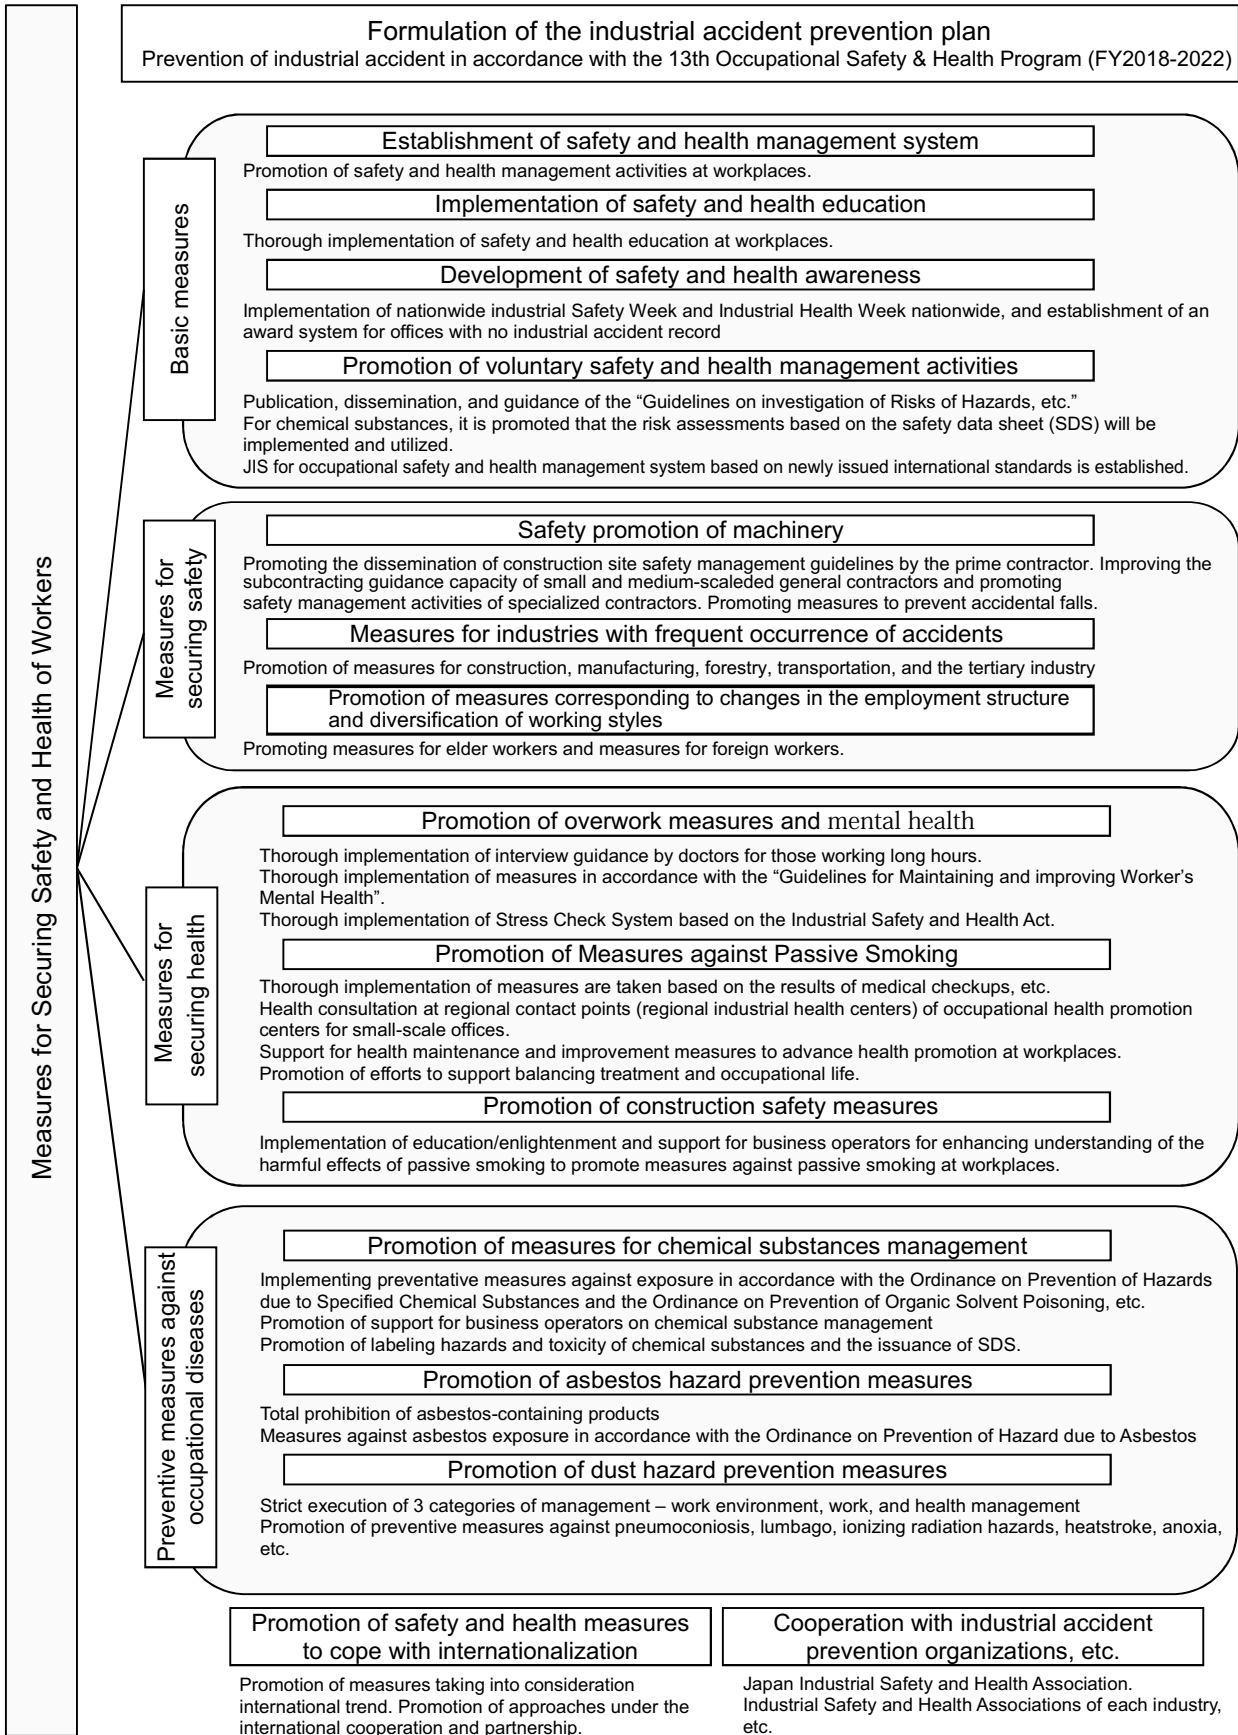 Formulation of the industrial accident prevention plan
Prevention of industrial accident in accordance with the 13th Occupational Safety & Health Program (FY2018-2022)
Measures for Securing Safety and Health of Workers
Basic measures
Establishment of safety and health management system
Promotion of safety and health management activities at workplaces.
Implementation of safety and health education
Thorough implementation of safety and health education at workplaces.
Development of safety and health awareness
Implementation of nationwide industrial Safety Week and Industrial Health Week nationwide, and establishment of an
award system for offices with no industrial accident record
Promotion of voluntary safety and health management activities
Publication, dissemination, and guidance of the “Guidelines on investigation of Risks of Hazards, etc.”
For chemical substances, it is promoted that the risk assessments based on the safety data sheet (SDS) will be
implemented and utilized.
JIS for occupational safety and health management system based on newly issued international standards is established.
Measures for
securing safety
Safety promotion of machinery
Promoting the dissemination of construction site safety management guidelines by the prime contractor. Improving the
subcontracting guidance capacity of small and medium-scaleded general contractors and promoting
safety management activities of specialized contractors. Promoting measures to prevent accidental falls.
Measures for industries with frequent occurrence of accidents
Promotion of measures for construction, manufacturing, forestry, transportation, and the tertiary industry
Promotion of measures corresponding to changes in the employment structure
and diversification of working styles
Promoting measures for elder workers and measures for foreign workers.
Measures for
securing health
Promotion of overwork measures and mental health
Thorough implementation of interview guidance by doctors for those working long hours.
Thorough implementation of measures in accordance with the “Guidelines for Maintaining and improving Worker’s
Mental Health”.
Thorough implementation of Stress Check System based on the Industrial Safety and Health Act.
Promotion of Measures against Passive Smoking
Thorough implementation of measures are taken based on the results of medical checkups, etc.
Health consultation at regional contact points (regional industrial health centers) of occupational health promotion
centers for small-scale offices.
Support for health maintenance and improvement measures to advance health promotion at workplaces.
Promotion of efforts to support balancing treatment and occupational life.
Promotion of construction safety measures
Implementation of education/enlightenment and support for business operators for enhancing understanding of the
harmful effects of passive smoking to promote measures against passive smoking at workplaces.
Preventive measures against
occupational diseases
Promotion of measures for chemical substances management
Implementing preventative measures against exposure in accordance with the Ordinance on Prevention of Hazards
due to Specified Chemical Substances and the Ordinance on Prevention of Organic Solvent Poisoning, etc.
Promotion of support for business operators on chemical substance management
Promotion of labeling hazards and toxicity of chemical substances and the issuance of SDS.
Promotion of asbestos hazard prevention measures
Total prohibition of asbestos-containing products
Measures against asbestos exposure in accordance with the Ordinance on Prevention of Hazard due to Asbestos
Promotion of dust hazard prevention measures
Strict execution of 3 categories of management – work environment, work, and health management
Promotion of preventive measures against pneumoconiosis, lumbago, ionizing radiation hazards, heatstroke, anoxia,
etc.
Promotion of safety and health measures
to cope with internationalization
Promotion of measures taking into consideration
international trend. Promotion of approaches under the
international cooperation and partnership.
Cooperation with industrial accident
prevention organizations, etc.
Japan Industrial Safety and Health Association.
Industrial Safety and Health Associations of each industry,
etc.